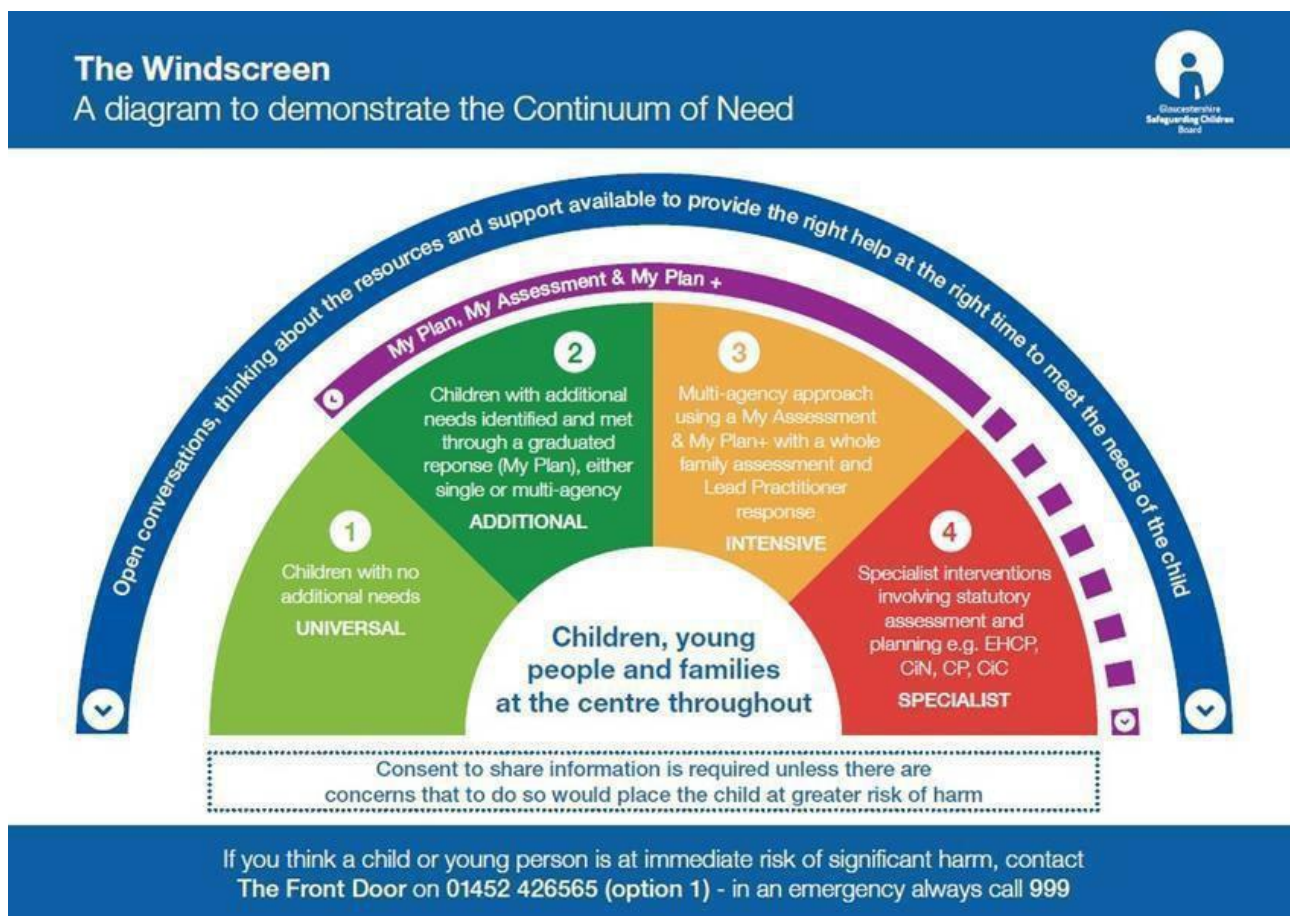 The Windscreen
A diagram to demonstrate the Continuum of Need
Gloucestershire
Safeguarding Children
Board
Open conversations, thinking about the resources and support available to provide the right help at the right time to meet the needs of the child
My Plan, My Assessment & My Plan +
1
Children with no
additional needs
UNIVERSAL
2
Children with additional
needs identified and met
through a graduated
reponse (My Plan), either
single or multi-agency
ADDITIONAL
3
Multi-agency approach
using a My Assessment
& My Plan+ with a whole
family assessment and
Lead Practitioner
response
INTENSIVE
4
Specialist interventions
involving statutory
assessment and
planning e.g. EHCP,
CiN, CP, CiC
SPECIALIST
Children, young
people and families
at the centre throughout
Consent to share information is required unless there are
concerns that to do so would place the child at greater risk of harm
If you think a child or young person is at immediate risk of significant harm, contact
The Front Door on 01452 426565 (option 1) - in an emergency always call 999